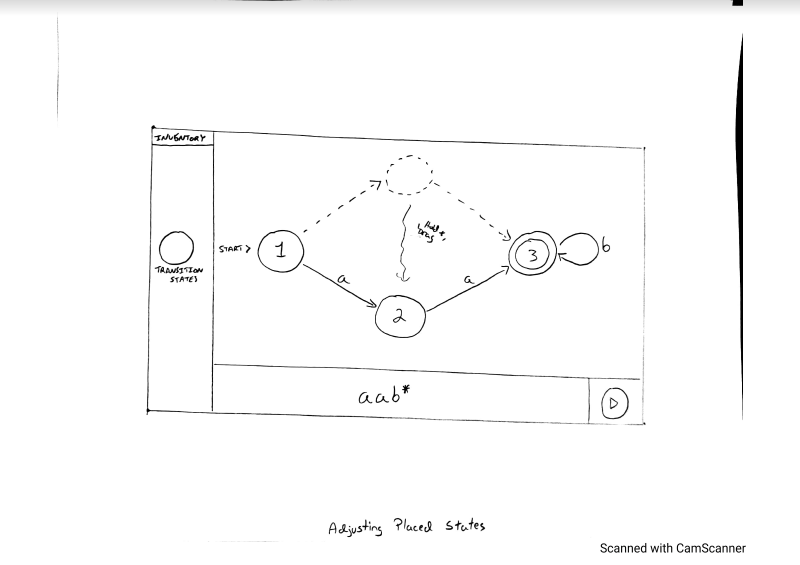 INVENTORY
TRANSITION
STATES
START >
1
a
2
a
3
b
aab*
Adjusting Placed States
Scanned with CamScanner